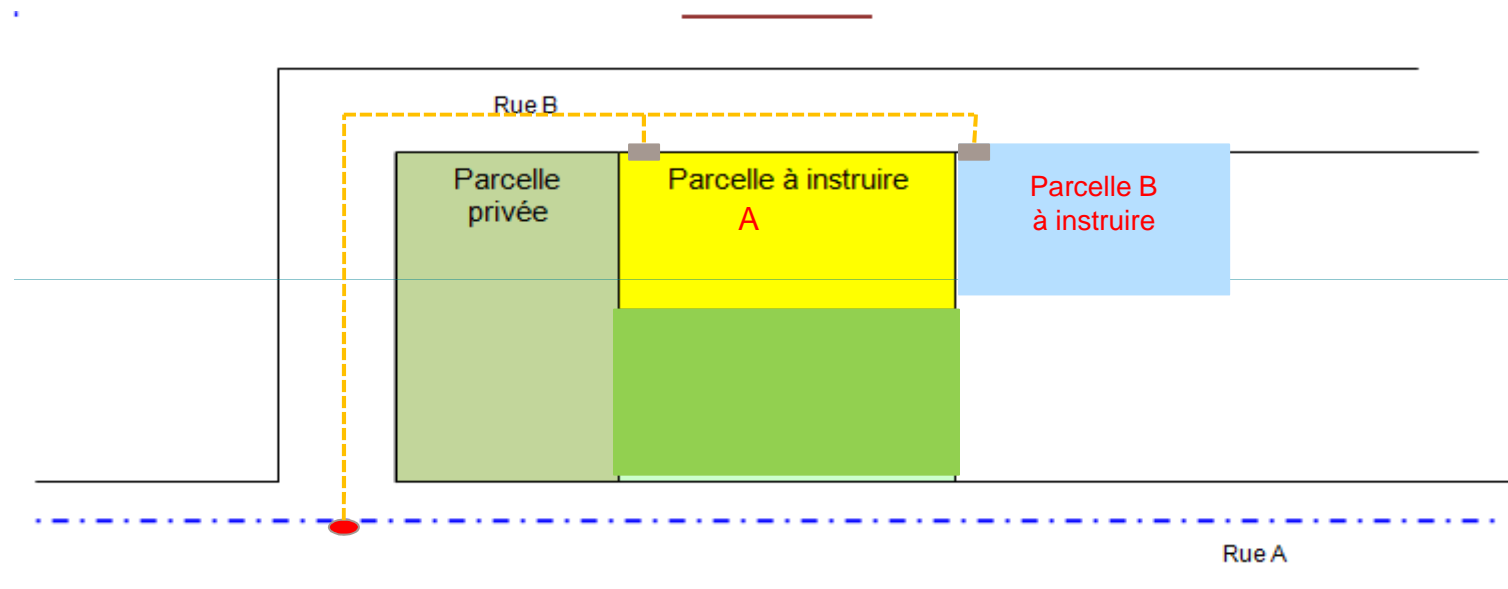 Rue B
Parcelle
privée
Parcelle à instruire
A
Parcelle B
à instruire
Rue A